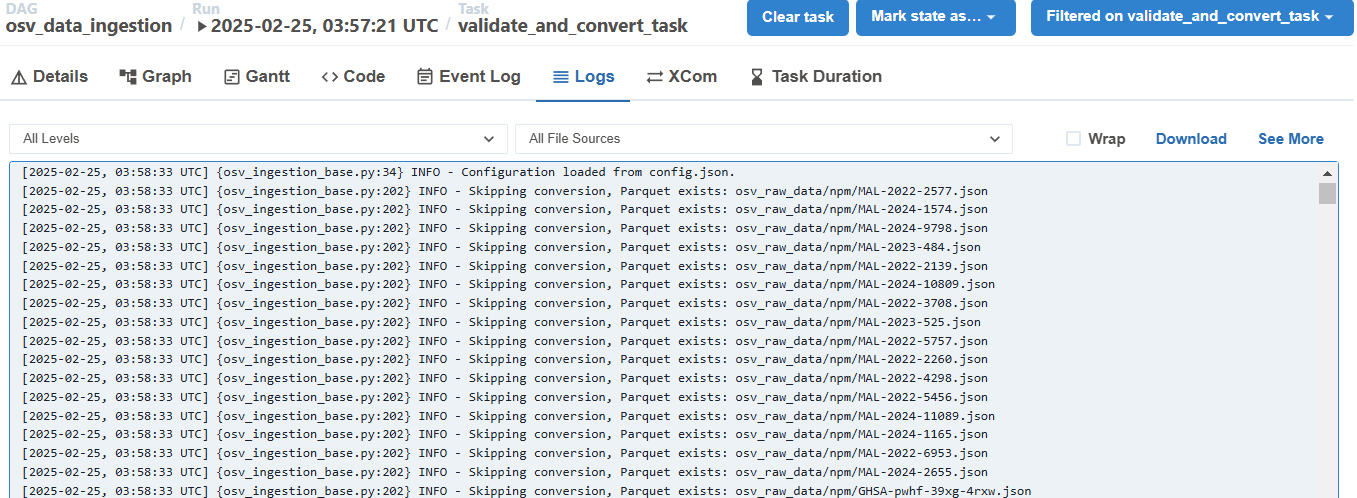 DAG
osv_data_ingestion
/
Run
2025-02-25, 03:57:21 UTC
/
Task
validate_and_convert_task
Clear task
Mark state as...
Filtered on validate_and_convert_task
Details
Graph
Gantt
Code
Event Log
Logs
XCom
Task Duration
All Levels
All File Sources
Wrap
Download
See More
[2025-02-25, 03:58:33 UTC] {osv_ingestion_base.py:34} INFO - Configuration loaded from config.json.
[2025-02-25, 03:58:33 UTC] {osv_ingestion_base.py:202} INFO - Skipping conversion, Parquet exists: osv_raw_data/npm/MAL-2022-2577.json
[2025-02-25, 03:58:33 UTC] {osv_ingestion_base.py:202} INFO - Skipping conversion, Parquet exists: osv_raw_data/npm/MAL-2024-1574.json
[2025-02-25, 03:58:33 UTC] {osv_ingestion_base.py:202} INFO - Skipping conversion, Parquet exists: osv_raw_data/npm/MAL-2024-9798.json
[2025-02-25, 03:58:33 UTC] {osv_ingestion_base.py:202} INFO - Skipping conversion, Parquet exists: osv_raw_data/npm/MAL-2023-484.json
[2025-02-25, 03:58:33 UTC] {osv_ingestion_base.py:202} INFO - Skipping conversion, Parquet exists: osv_raw_data/npm/MAL-2022-2139.json
[2025-02-25, 03:58:33 UTC] {osv_ingestion_base.py:202} INFO - Skipping conversion, Parquet exists: osv_raw_data/npm/MAL-2024-10809.json
[2025-02-25, 03:58:33 UTC] {osv_ingestion_base.py:202} INFO - Skipping conversion, Parquet exists: osv_raw_data/npm/MAL-2022-3708.json
[2025-02-25, 03:58:33 UTC] {osv_ingestion_base.py:202} INFO - Skipping conversion, Parquet exists: osv_raw_data/npm/MAL-2023-525.json
[2025-02-25, 03:58:33 UTC] {osv_ingestion_base.py:202} INFO - Skipping conversion, Parquet exists: osv_raw_data/npm/MAL-2022-5757.json
[2025-02-25, 03:58:33 UTC] {osv_ingestion_base.py:202} INFO - Skipping conversion, Parquet exists: osv_raw_data/npm/MAL-2022-2260.json
[2025-02-25, 03:58:33 UTC] {osv_ingestion_base.py:202} INFO - Skipping conversion, Parquet exists: osv_raw_data/npm/MAL-2022-4298.json
[2025-02-25, 03:58:33 UTC] {osv_ingestion_base.py:202} INFO - Skipping conversion, Parquet exists: osv_raw_data/npm/MAL-2022-5456.json
[2025-02-25, 03:58:33 UTC] {osv_ingestion_base.py:202} INFO - Skipping conversion, Parquet exists: osv_raw_data/npm/MAL-2024-11089.json
[2025-02-25, 03:58:33 UTC] {osv_ingestion_base.py:202} INFO - Skipping conversion, Parquet exists: osv_raw_data/npm/MAL-2024-1165.json
[2025-02-25, 03:58:33 UTC] {osv_ingestion_base.py:202} INFO - Skipping conversion, Parquet exists: osv_raw_data/npm/MAL-2022-6953.json
[2025-02-25, 03:58:33 UTC] {osv_ingestion_base.py:202} INFO - Skipping conversion, Parquet exists: osv_raw_data/npm/MAL-2024-2655.json
[2025-02-25, 03:58:33 UTC] {osv_ingestion_base.py:202} INFO - Skipping conversion, Parquet exists: osv_raw_data/npm/GHSA-pwhf-39xg-4rxw.json